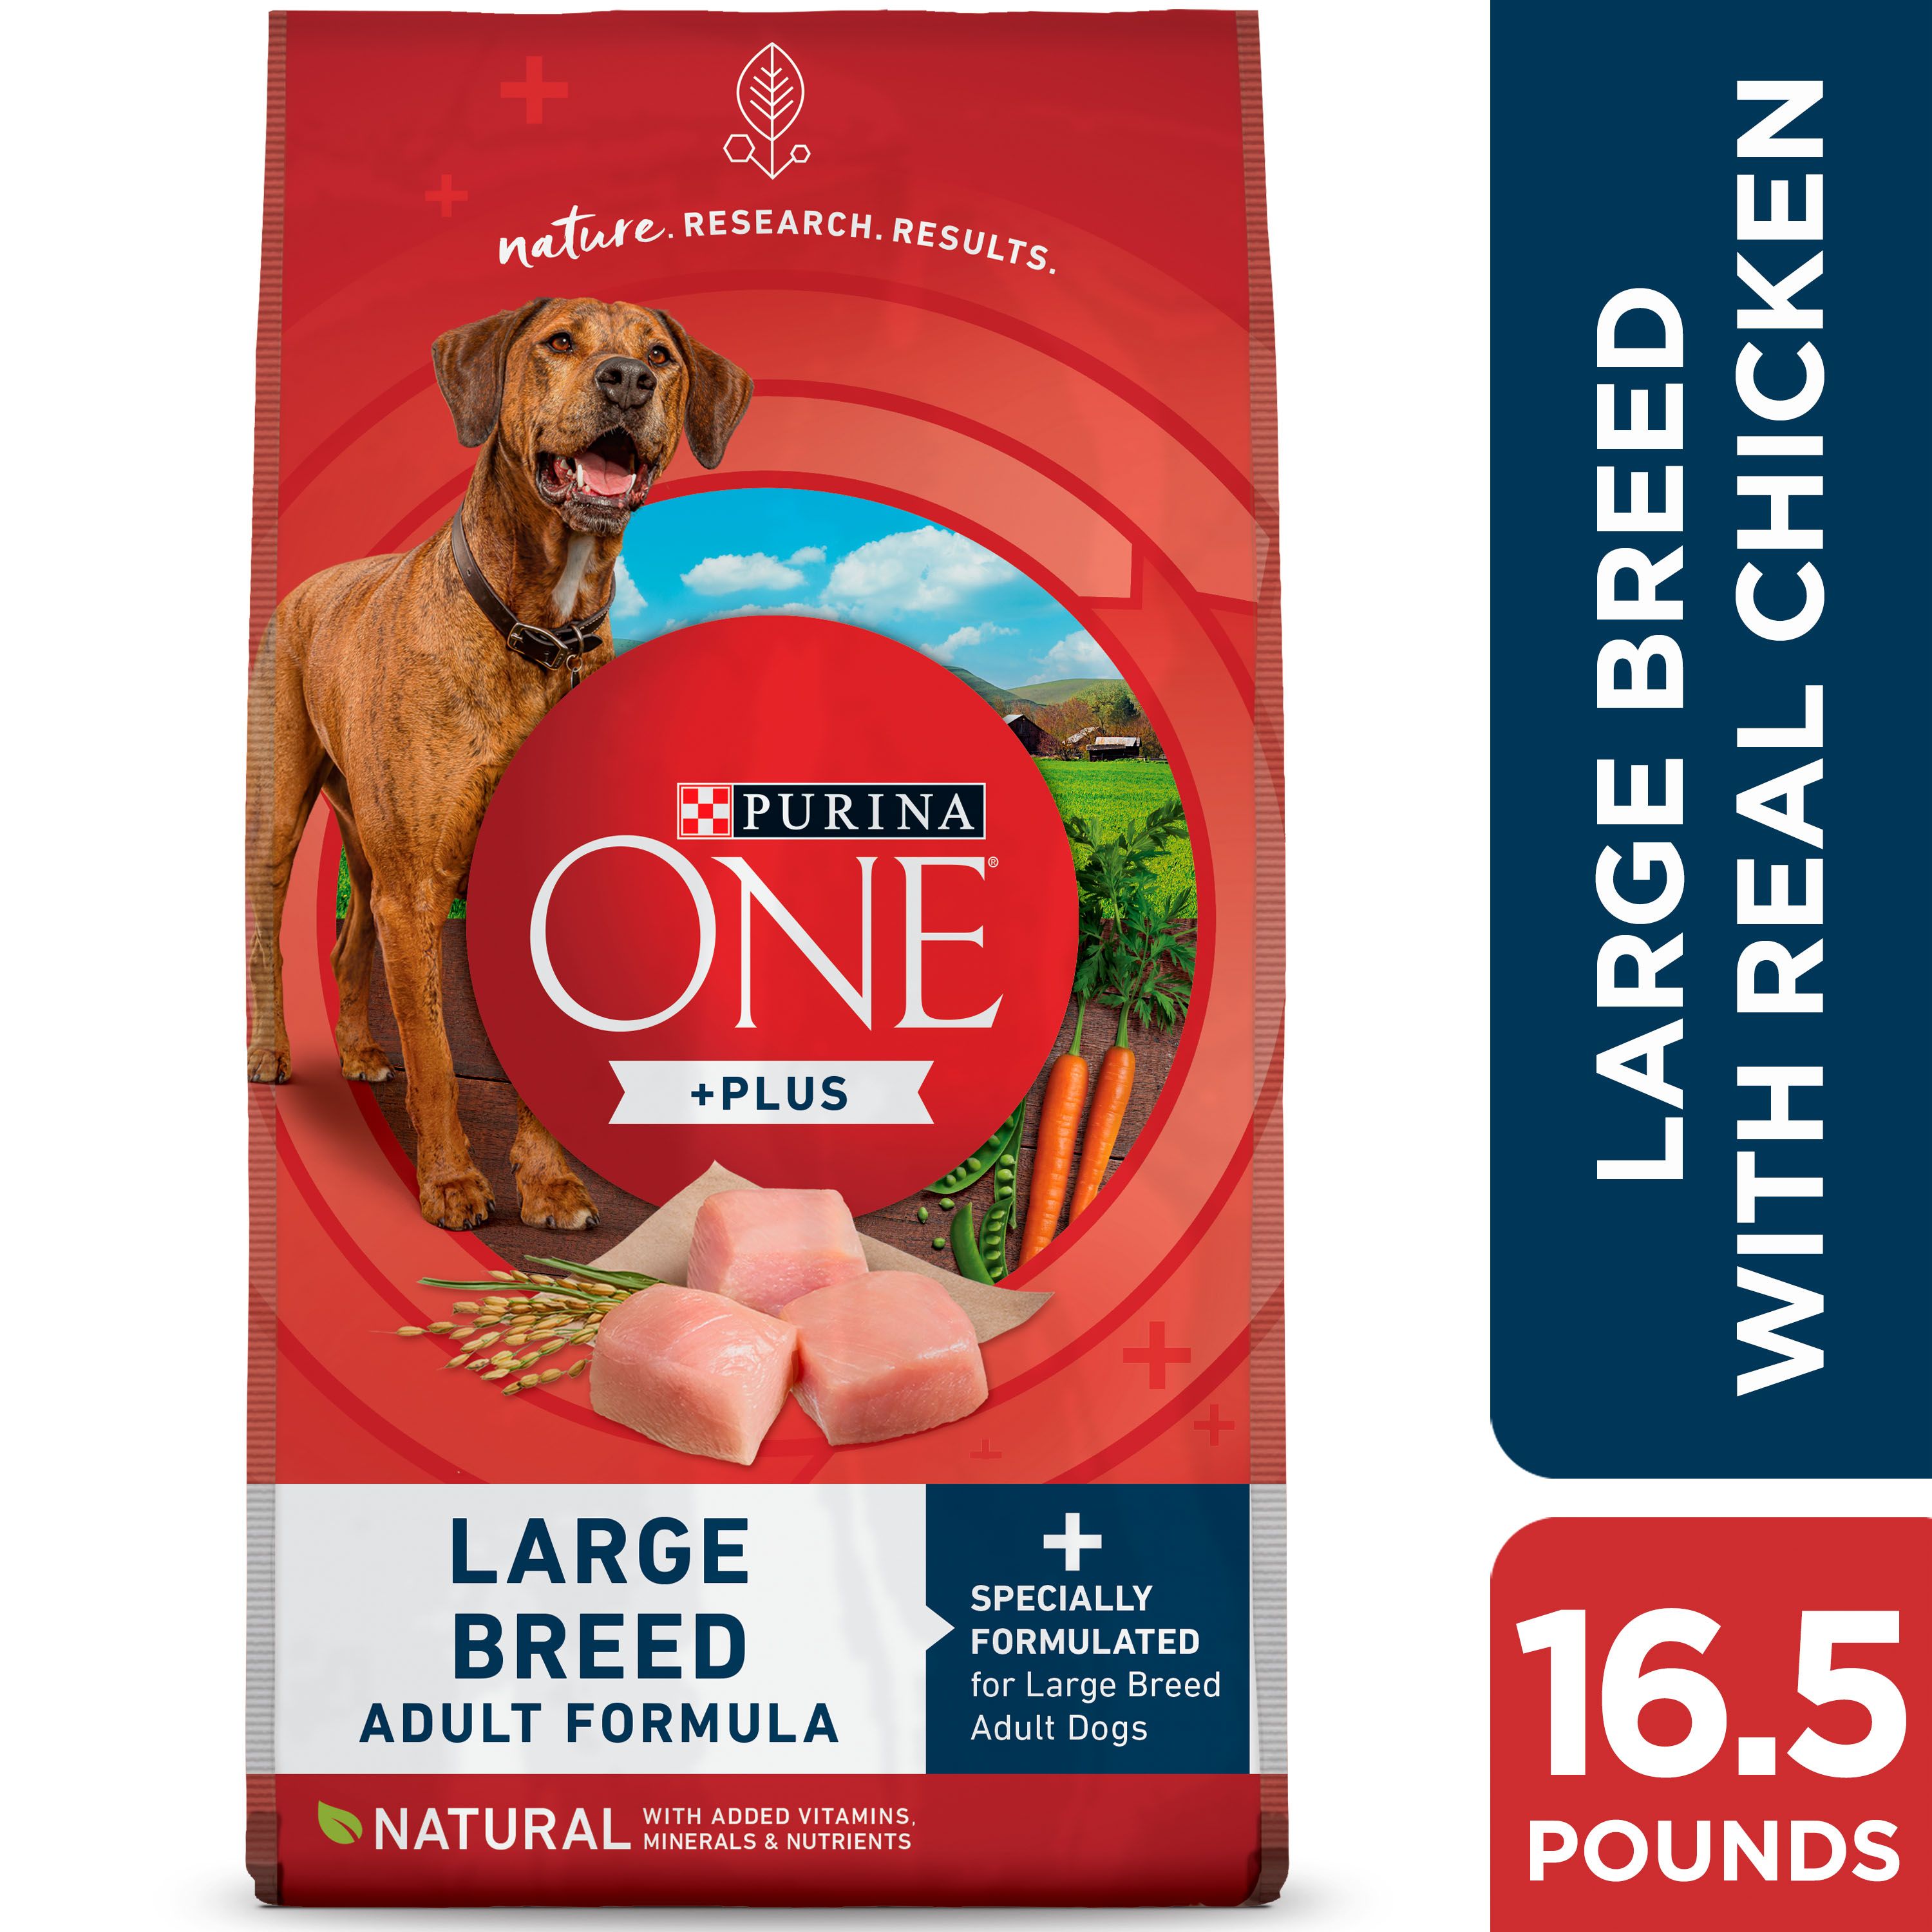 nature. RESEARCH. RESULTS.
PURINA
ONE®
+PLUS
LARGE
BREED
ADULT FORMULA
+
SPECIALLY
FORMULATED
for Large Breed
Adult Dogs
NATURAL WITH ADDED VITAMINS,
MINERALS & NUTRIENTS
LARGE BREED
WITH REAL CHICKEN
16.5
POUNDS